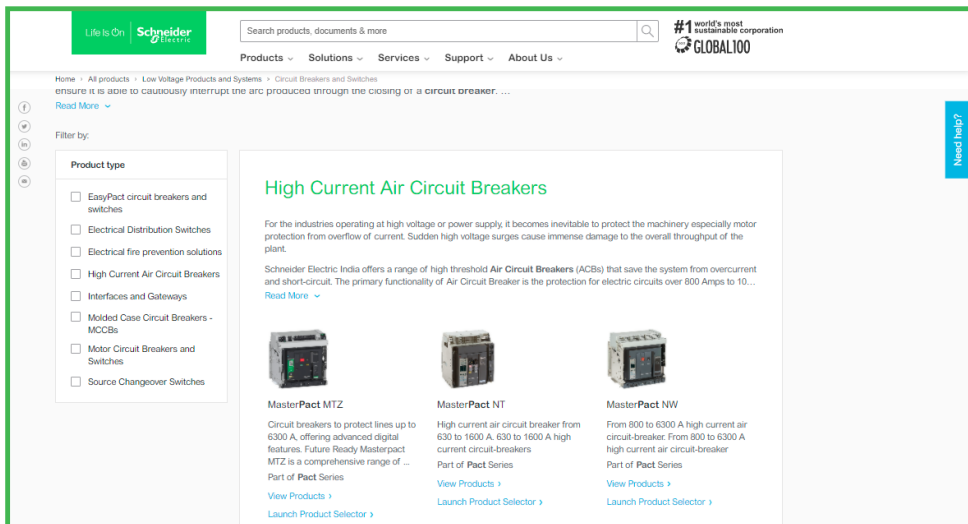 Life Is On | Schneider Electric
Search products, documents & more
#1 world's most sustainable corporation
GLOBAL100
Products Solutions Services Support About Us
Home > All products > Low Voltage Products and Systems > Circuit Breakers and Switches
ensure it is able to cautiously interrupt the arc produced through the closing of a circuit breaker. …
Read More
Filter by:
Product type
EasyPact circuit breakers and
switches
Electrical Distribution Switches
Electrical fire prevention solutions
High Current Air Circuit Breakers
Interfaces and Gateways
Molded Case Circuit Breakers -
MCCBs
Motor Circuit Breakers and
Switches
Source Changeover Switches
High Current Air Circuit Breakers
For the industries operating at high voltage or power supply, it becomes inevitable to protect the machinery especially motor
protection from overflow of current. Sudden high voltage surges cause immense damage to the overall throughput of the
plant.
Schneider Electric India offers a range of high threshold Air Circuit Breakers (ACBs) that save the system from overcurrent
and short-circuit. The primary functionality of Air Circuit Breaker is the protection for electric circuits over 800 Amps to 10…
Read More
MasterPact MTZ
Circuit breakers to protect lines up to
6300 A, offering advanced digital
features. Future Ready Masterpact
MTZ is a comprehensive range of ...
Part of Pact Series
View Products >
Launch Product Selector >
MasterPact NT
High current air circuit breaker from
630 to 1600 A. 630 to 1600 A high
current circuit-breakers
Part of Pact Series
View Products >
Launch Product Selector >
MasterPact NW
From 800 to 6300 A high current air
circuit-breaker. From 800 to 6300 A
high current air circuit-breaker
Part of Pact Series
View Products >
Launch Product Selector >
Need help?